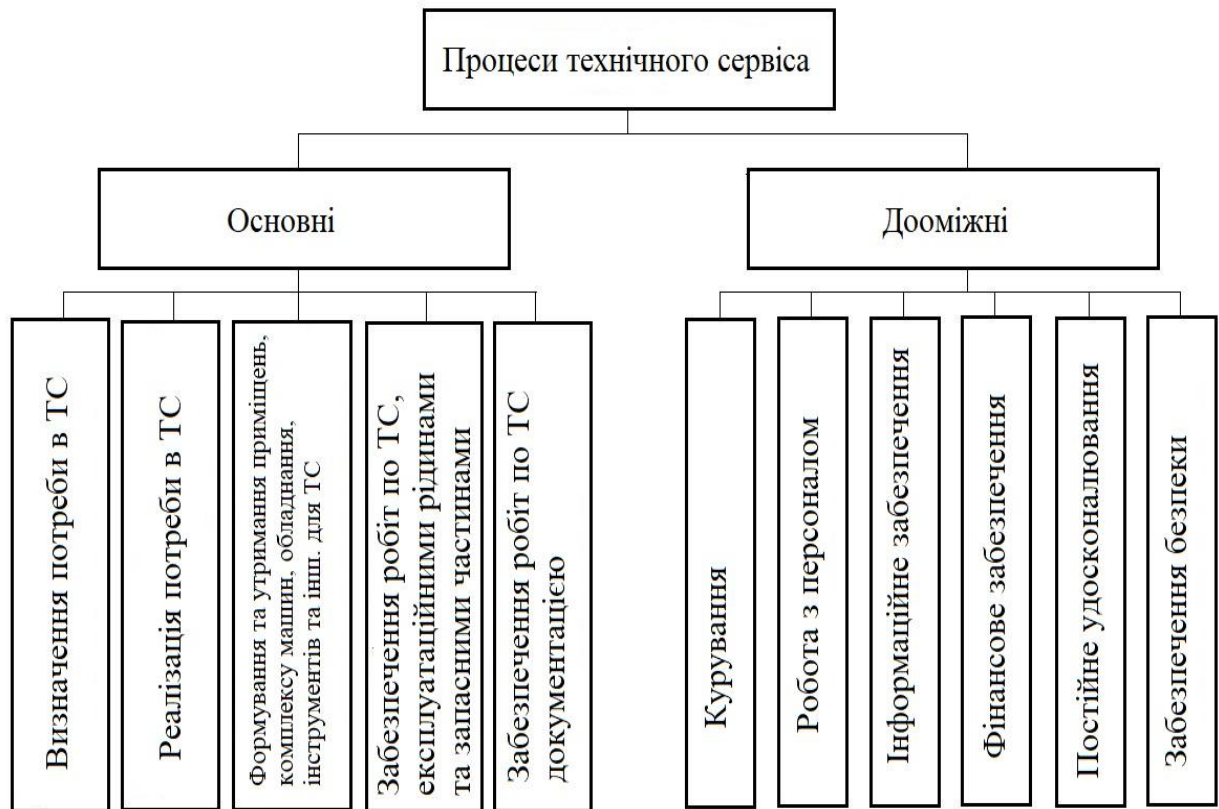 Процеси технічного сервіса
Основні
Дооміжні
Визначення потреби в ТС
Реалізація потреби в ТС
Формування та утримання приміщень,
комплексу машин, обладнання,
інструментів та інш. для ТС
Забезпечення робіт по ТС,
експлуатаційними рідинами
та запасними частинами
Забезпечення робіт по ТС
документацією
Курування
Робота з персоналом
Інформаційне забезпечення
Фінансове забезпечення
Постійне удосконалювання
Забезпечення безпеки